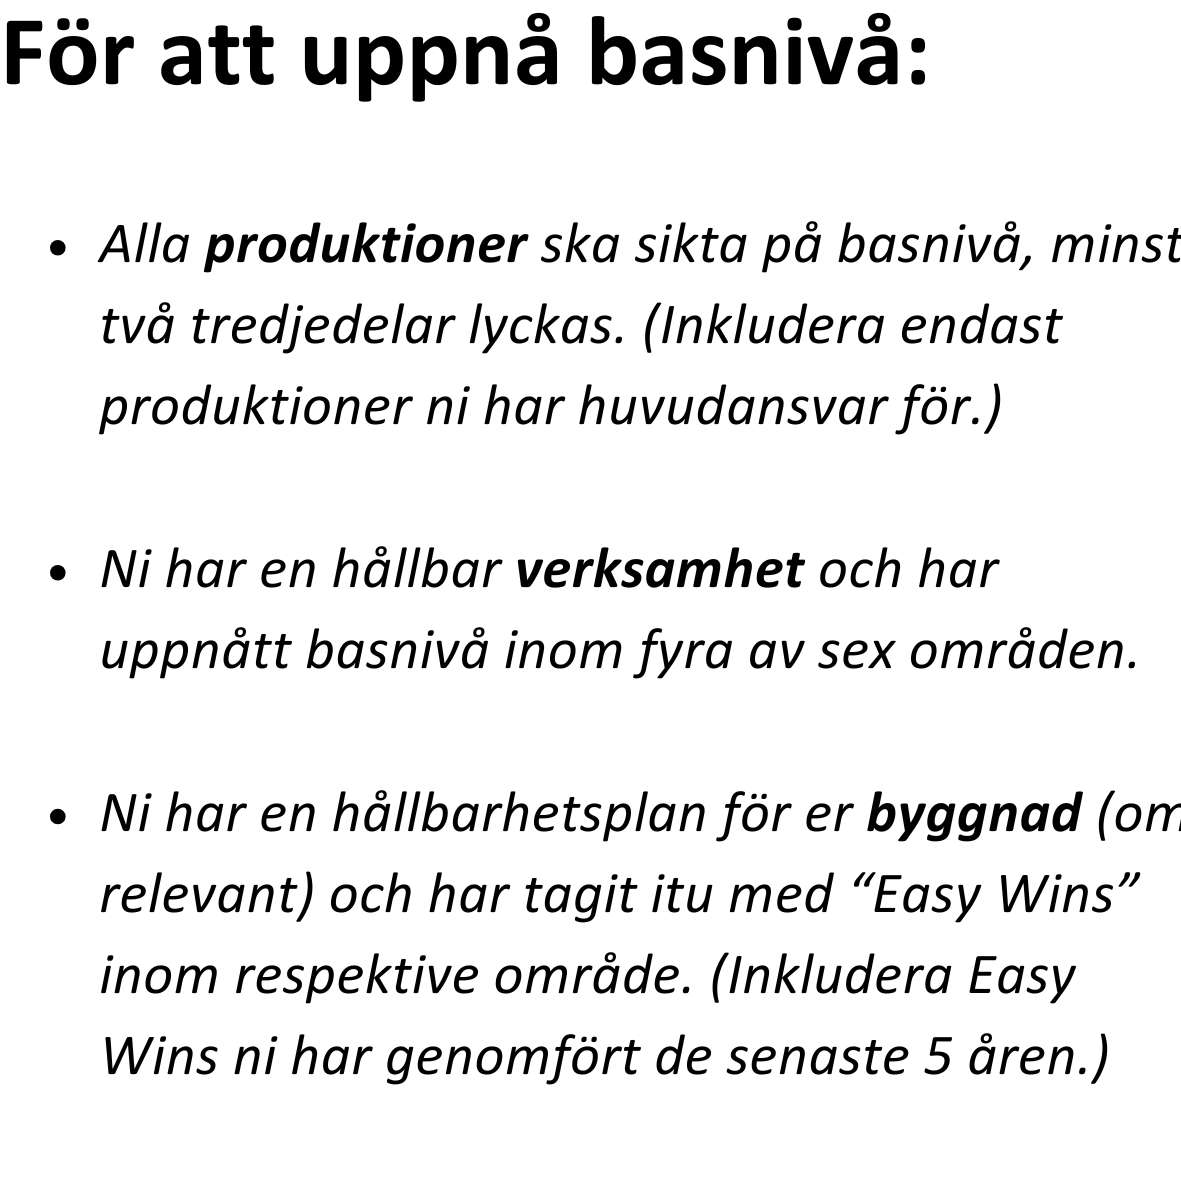 För att uppnå basnivå:
• Alla produktioner ska sikta på basnivå, minst
två tredjedelar lyckas. (Inkludera endast
produktioner ni har huvudansvar för.)
• Ni har en hållbar verksamhet och har
uppnått basnivå inom fyra av sex områden.
• Ni har en hållbarhetsplan för er byggnad (om
relevant) och har tagit itu med “Easy Wins”
inom respektive område. (Inkludera Easy
Wins ni har genomfört de senaste 5 åren.)